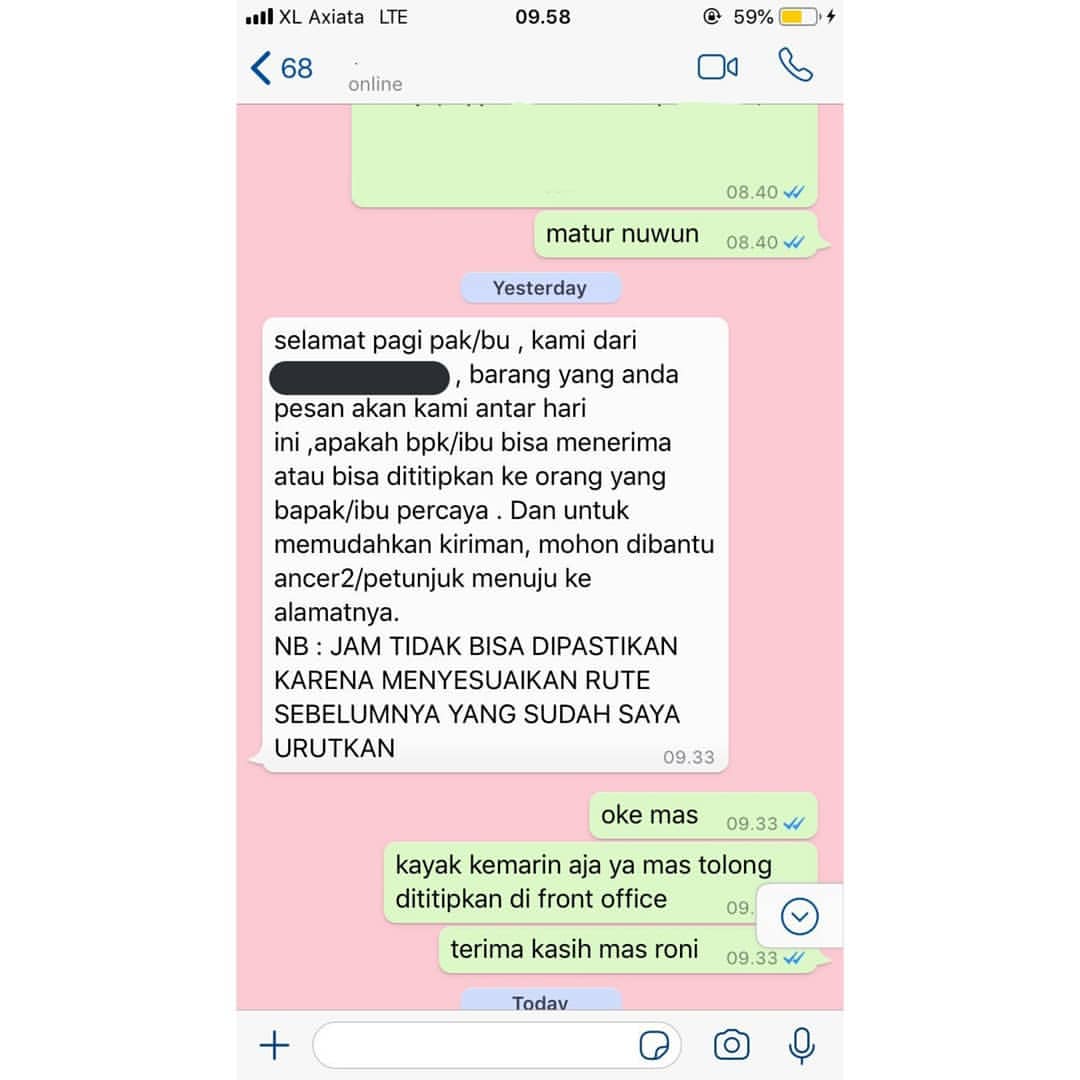 XL Axiata LTE 09.58 59%
68
online
08.40
matur nuwun 08.40
Yesterday
selamat pagi pak/bu , kami dari
, barang yang anda
pesan akan kami antar hari
ini ,apakah bpk/ibu bisa menerima
atau bisa dititipkan ke orang yang
bapak/ibu percaya . Dan untuk
memudahkan kiriman, mohon dibantu
ancer2/petunjuk menuju ke
alamatnya.
NB : JAM TIDAK BISA DIPASTIKAN
KARENA MENYESUAIKAN RUTE
SEBELUMNYA YANG SUDAH SAYA
URUTKAN 09.33
oke mas 09.33
kayak kemarin aja ya mas tolong
dititipkan di front office 09.
terima kasih mas roni 09.33
Today